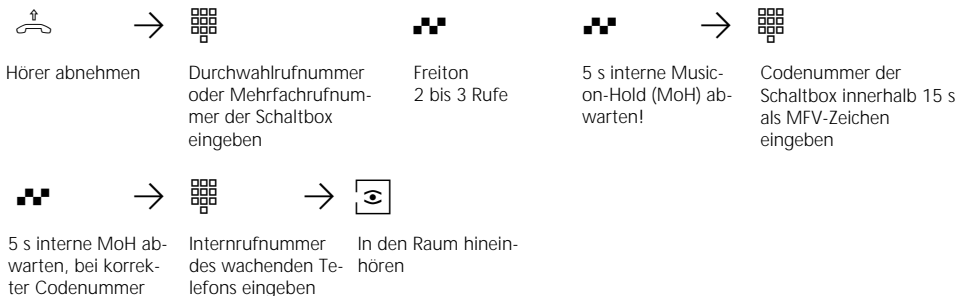 Hörer abnehmen
Durchwahlrufnummer
oder Mehrfachrufnum-
mer der Schaltbox
eingeben
Freiton
2 bis 3 Rufe
5 s interne Music-
on-Hold (MoH) ab-
warten!
Codenummer der
Schaltbox innerhalb 15 s
als MFV-Zeichen
eingeben
5 s interne MoH ab-
warten, bei korrek-
ter Codenummer
Internrufnummer
des wachenden Te-
lefons eingeben
In den Raum hinein-
hören